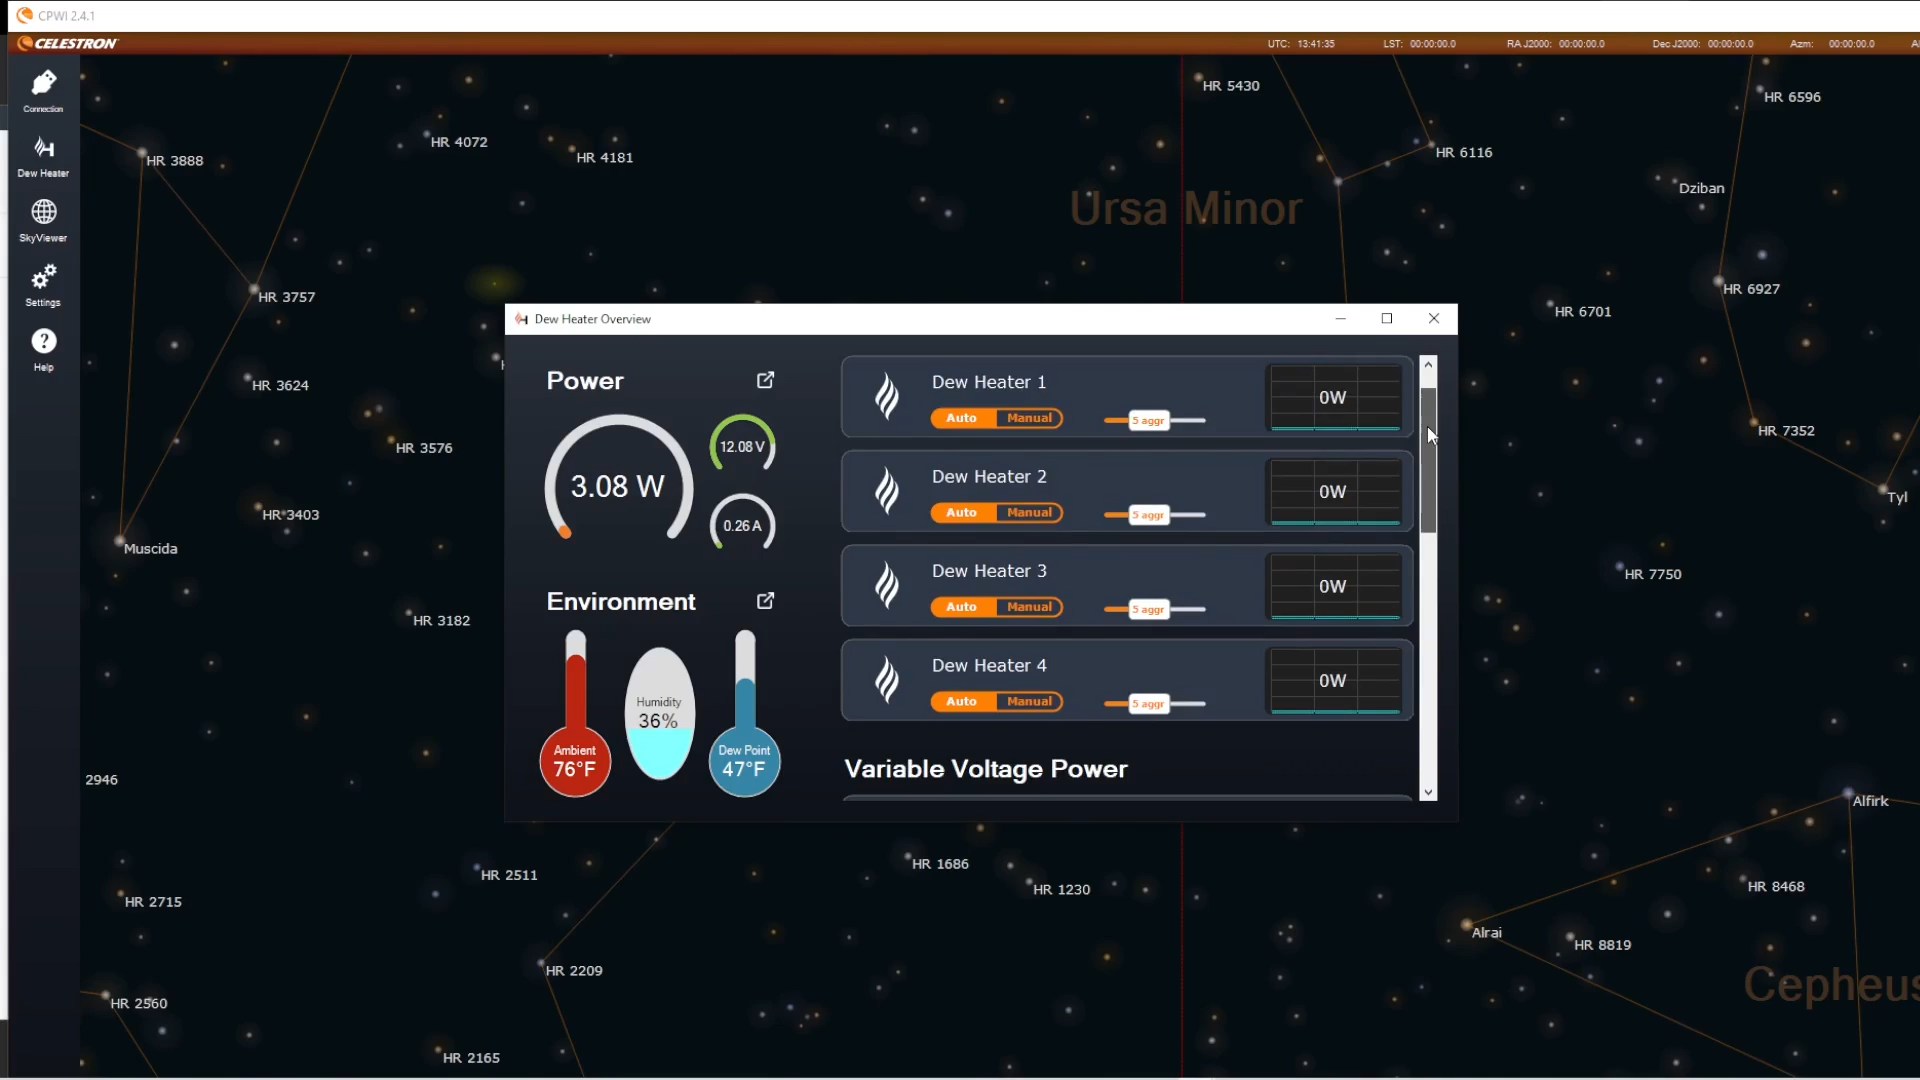 CPWI 2.4.1
CELESTRON
UTC: 13:41:35 LST: 00:00:00.0 RA J2000: 00:00:00.0 Dec J2000: 00:00:00.0 Azm: 00:00:00.0
Connection
Dew Heater
SkyViewer
Settings
Help
HR 5430
HR 6596
HR 4072
HR 6116
HR 4181
HR 3888
Dziban
Ursa Minor
HR 6927
HR 3757
HR 6701
HR 3624
HR 7352
HR 3576
Tyl
HR 3403
Muscida
HR 7750
HR 3182
2946
Alfirk
HR 1686
HR 2511
HR 8468
HR 1230
HR 2715
Alrai
HR 8819
HR 2209
Cepheus
HR 2560
HR 2165
Dew Heater Overview
Power
3.08 W
12.08 V
0.26 A
Environment
Ambient
76°F
Humidity
36%
Dew Point
47°F
Dew Heater 1
Auto Manual 5 aggr 0W
Dew Heater 2
Auto Manual 5 aggr 0W
Dew Heater 3
Auto Manual 5 aggr 0W
Dew Heater 4
Auto Manual 5 aggr 0W
Variable Voltage Power